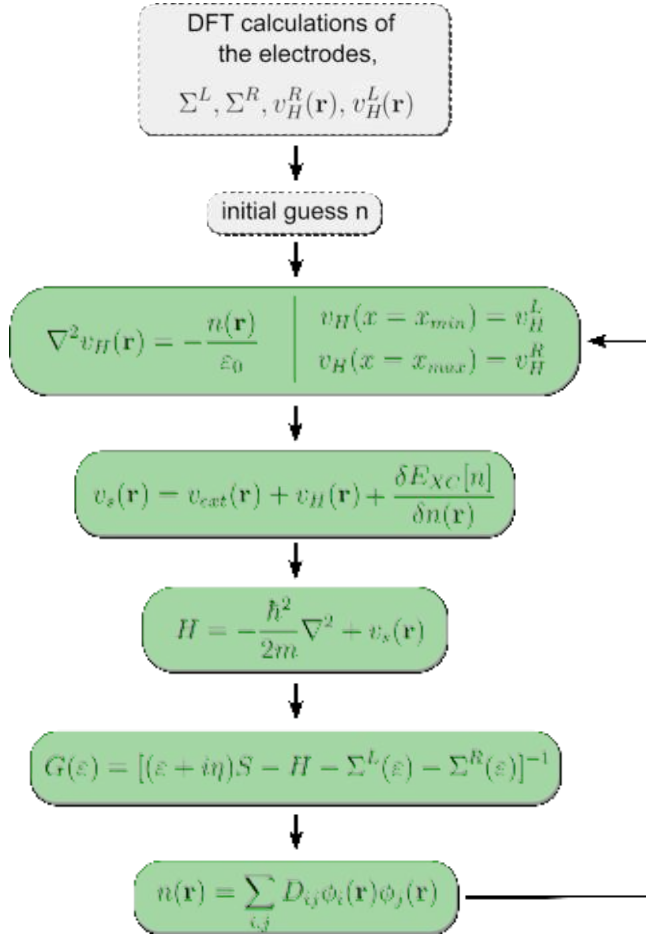 DFT calculations of
the electrodes,
Σ^L, Σ^R, v_H^R(𝐫), v_H^L(𝐫)
initial guess n
∇²v_H(𝐫) = −n(𝐫)/ε₀ | v_H(x = x_min) = v_H^L
v_H(x = x_max) = v_H^R
v_s(𝐫) = v_ext(𝐫) + v_H(𝐫) + δE_XC[n]/δn(𝐫)
H = −ℏ²/2m ∇² + v_s(𝐫)
G(ε) = [(ε + iη)S − H − Σ^L(ε) − Σ^R(ε)]^−1
n(𝐫) = ∑_i,j D_ij ϕ_i(𝐫)ϕ_j(𝐫)